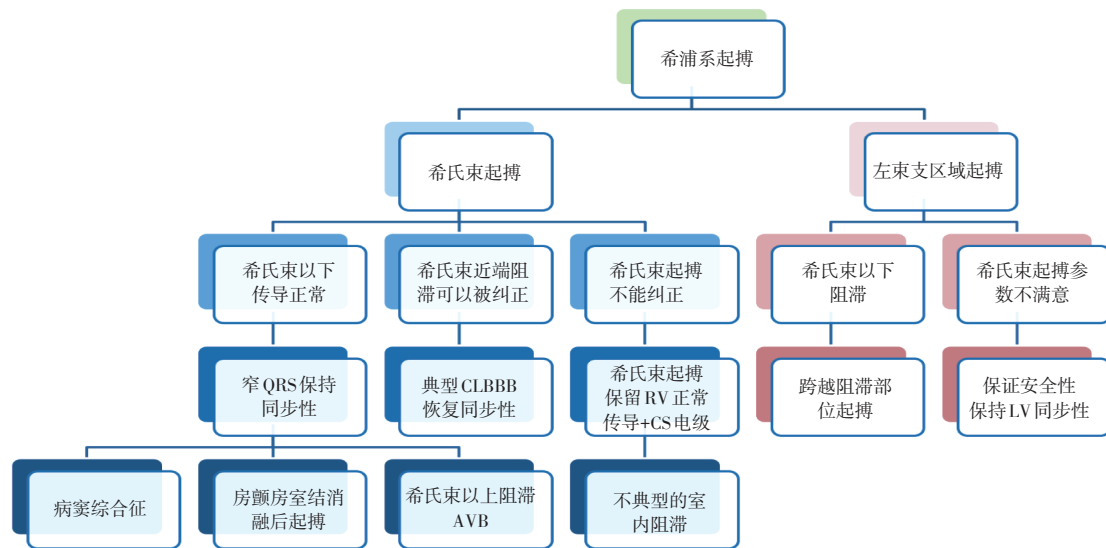 希浦系起搏
希氏束起搏
左束支区域起搏
希氏束以下
传导正常
希氏束近端阻
滞可以被纠正
希氏束起搏
不能纠正
希氏束以下
阻滞
希氏束起搏参
数不满意
窄QRS保持
同步性
典型CLBBB
恢复同步性
希氏束起搏
保留RV正常
传导+CS电级
跨越阻滞部
位起搏
保证安全性
保持LV同步性
病窦综合征
房颤房室结消
融后起搏
希氏束以上阻滞
AVB
不典型的室
内阻滞